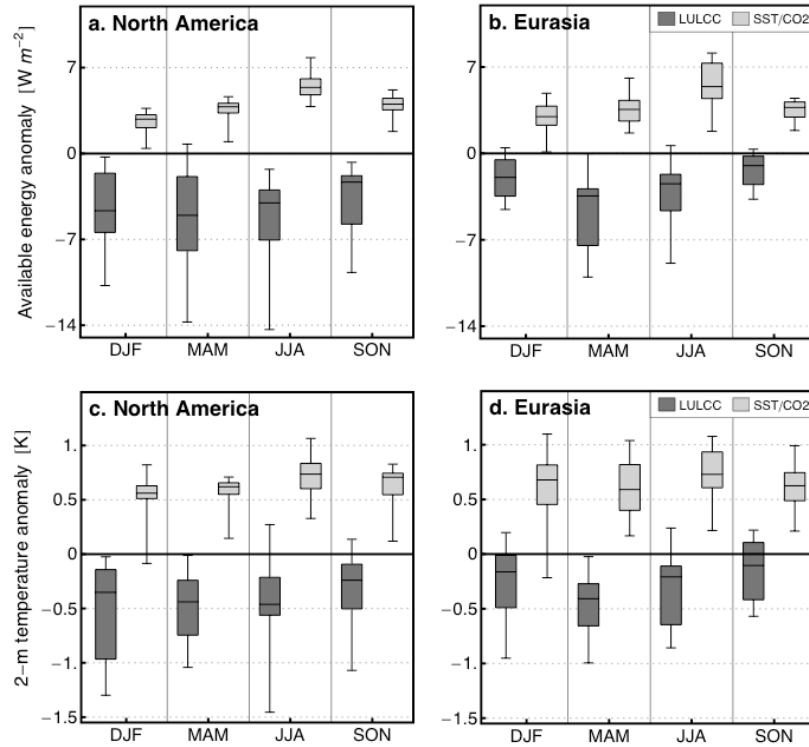 a. North America
b. Eurasia
LULCC
SST/CO2
Available energy anomaly [W m−2]
7
0
−7
−14
DJF
MAM
JJA
SON
7
0
−7
−14
DJF
MAM
JJA
SON
c. North America
d. Eurasia
LULCC
SST/CO2
2−m temperature anomaly [K]
1.
0.5
0
−0.5
−1.
−1.5
DJF
MAM
JJA
SON
1.
0.5
0
−0.5
−1.
−1.5
DJF
MAM
JJA
SON